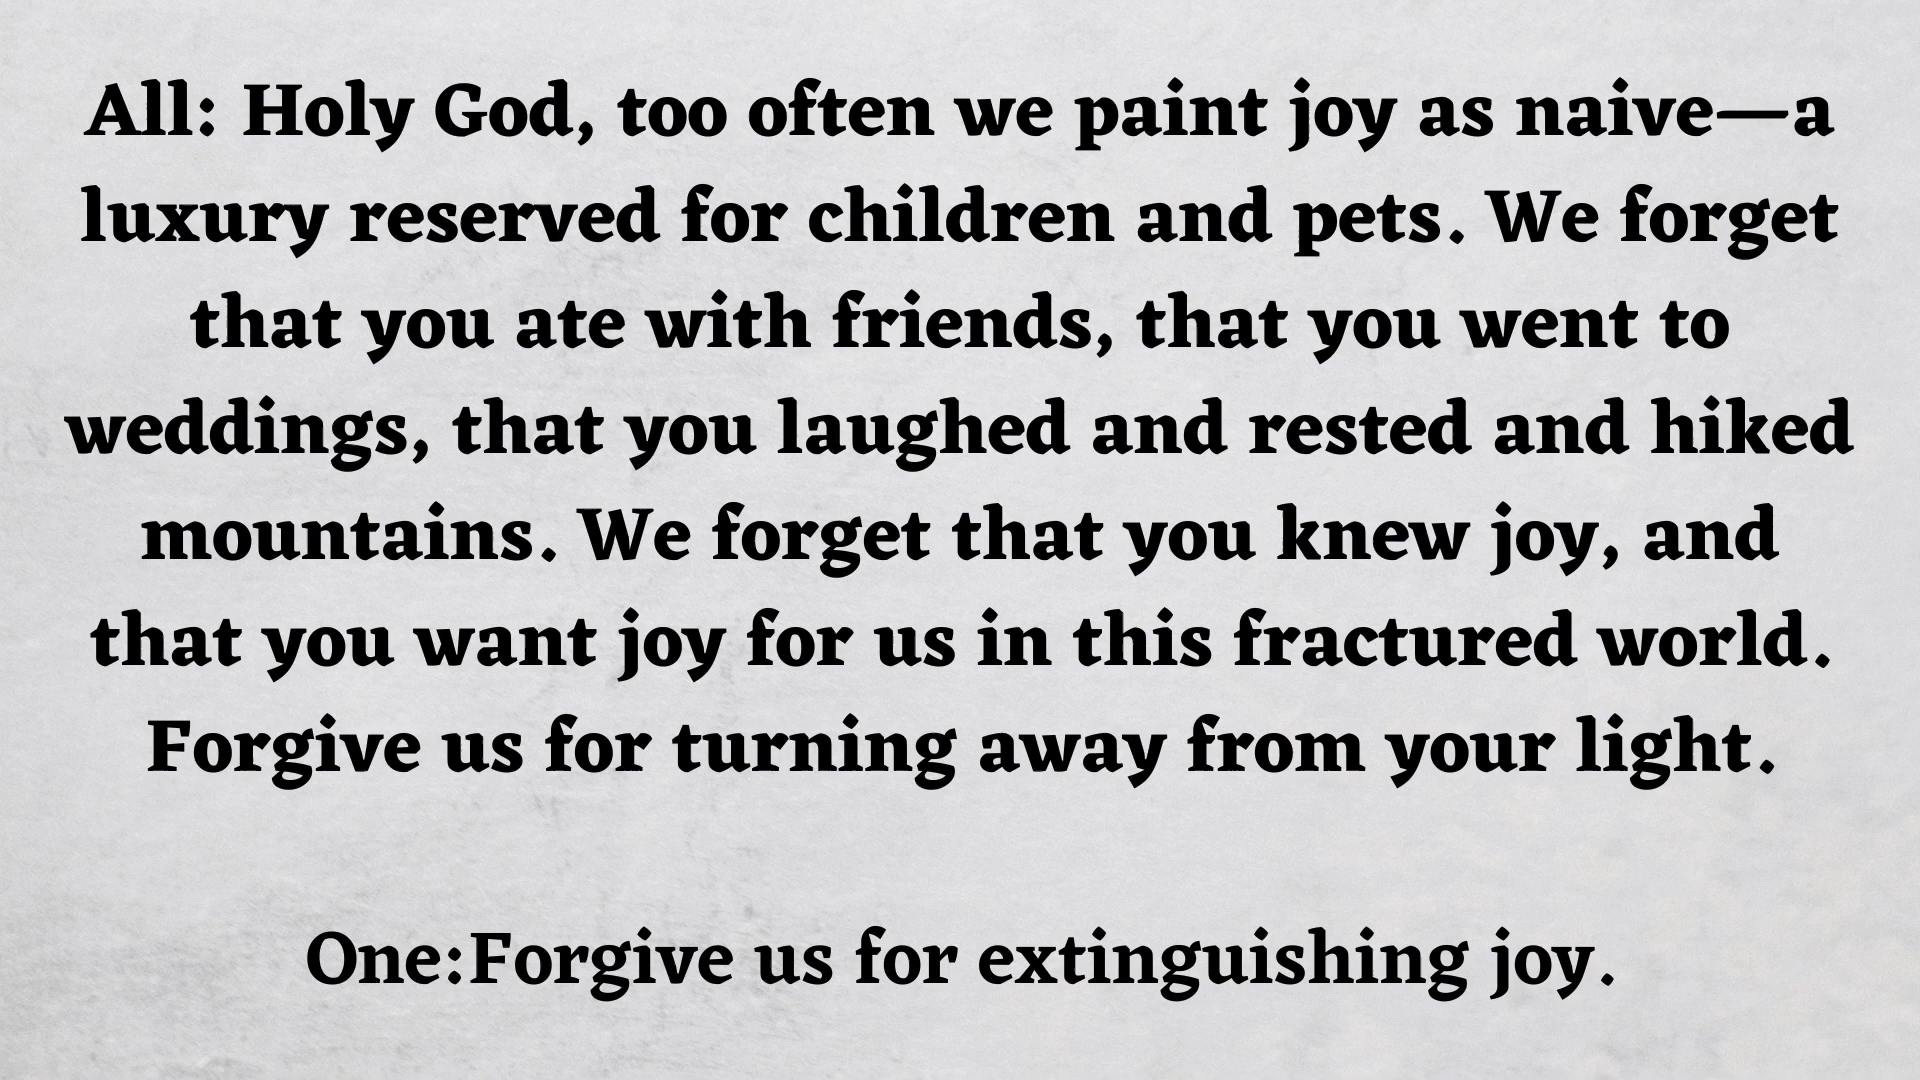 All: Holy God, too often we paint joy as naive—a
luxury reserved for children and pets. We forget
that you ate with friends, that you went to
weddings, that you laughed and rested and hiked
mountains. We forget that you knew joy, and
that you want joy for us in this fractured world.
Forgive us for turning away from your light.
One:Forgive us for extinguishing joy.